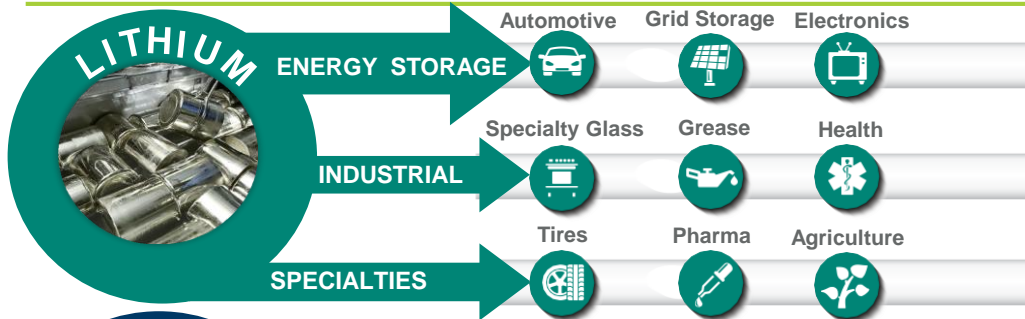 LITHIUM
Automotive Grid Storage Electronics
ENERGY STORAGE
Specialty Glass Grease Health
INDUSTRIAL
Tires Pharma Agriculture
SPECIALTIES